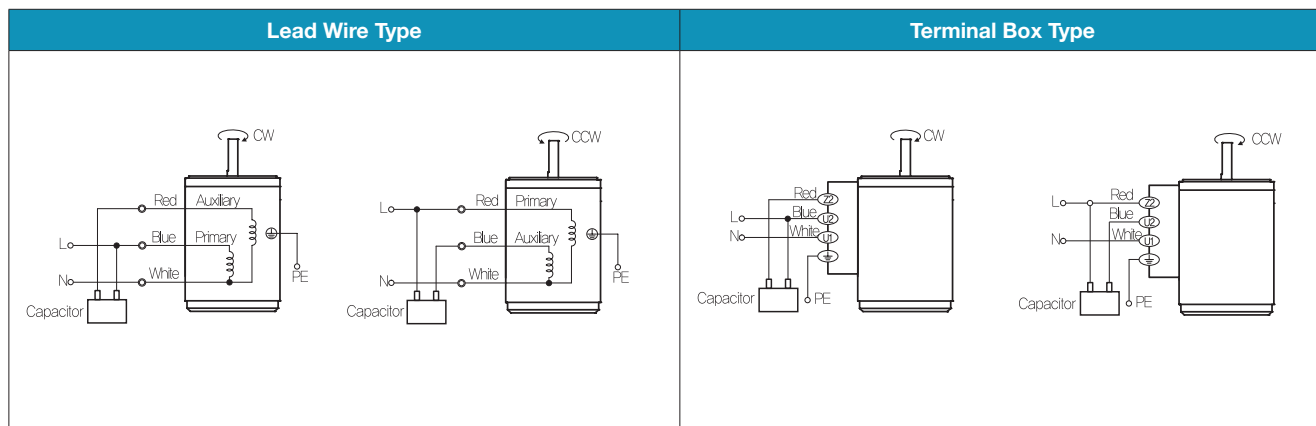 Lead Wire Type
Terminal Box Type
CW
Red Auxiliary
L Blue Primary
N White
PE
Capacitor
CCW
L Red Primary
Blue Auxiliary
N White
PE
Capacitor
CW
Red Z2
L Blue U2
N White U1
Capacitor PE
CCW
L Red Z2
Blue U2
N White U1
PE
Capacitor